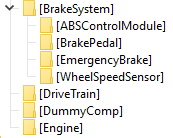 [BrakeSystem]
[ABSControlModule]
[BrakePedal]
[EmergencyBrake]
[WheelSpeedSensor]
[DriveTrain]
[DummyComp]
[Engine]